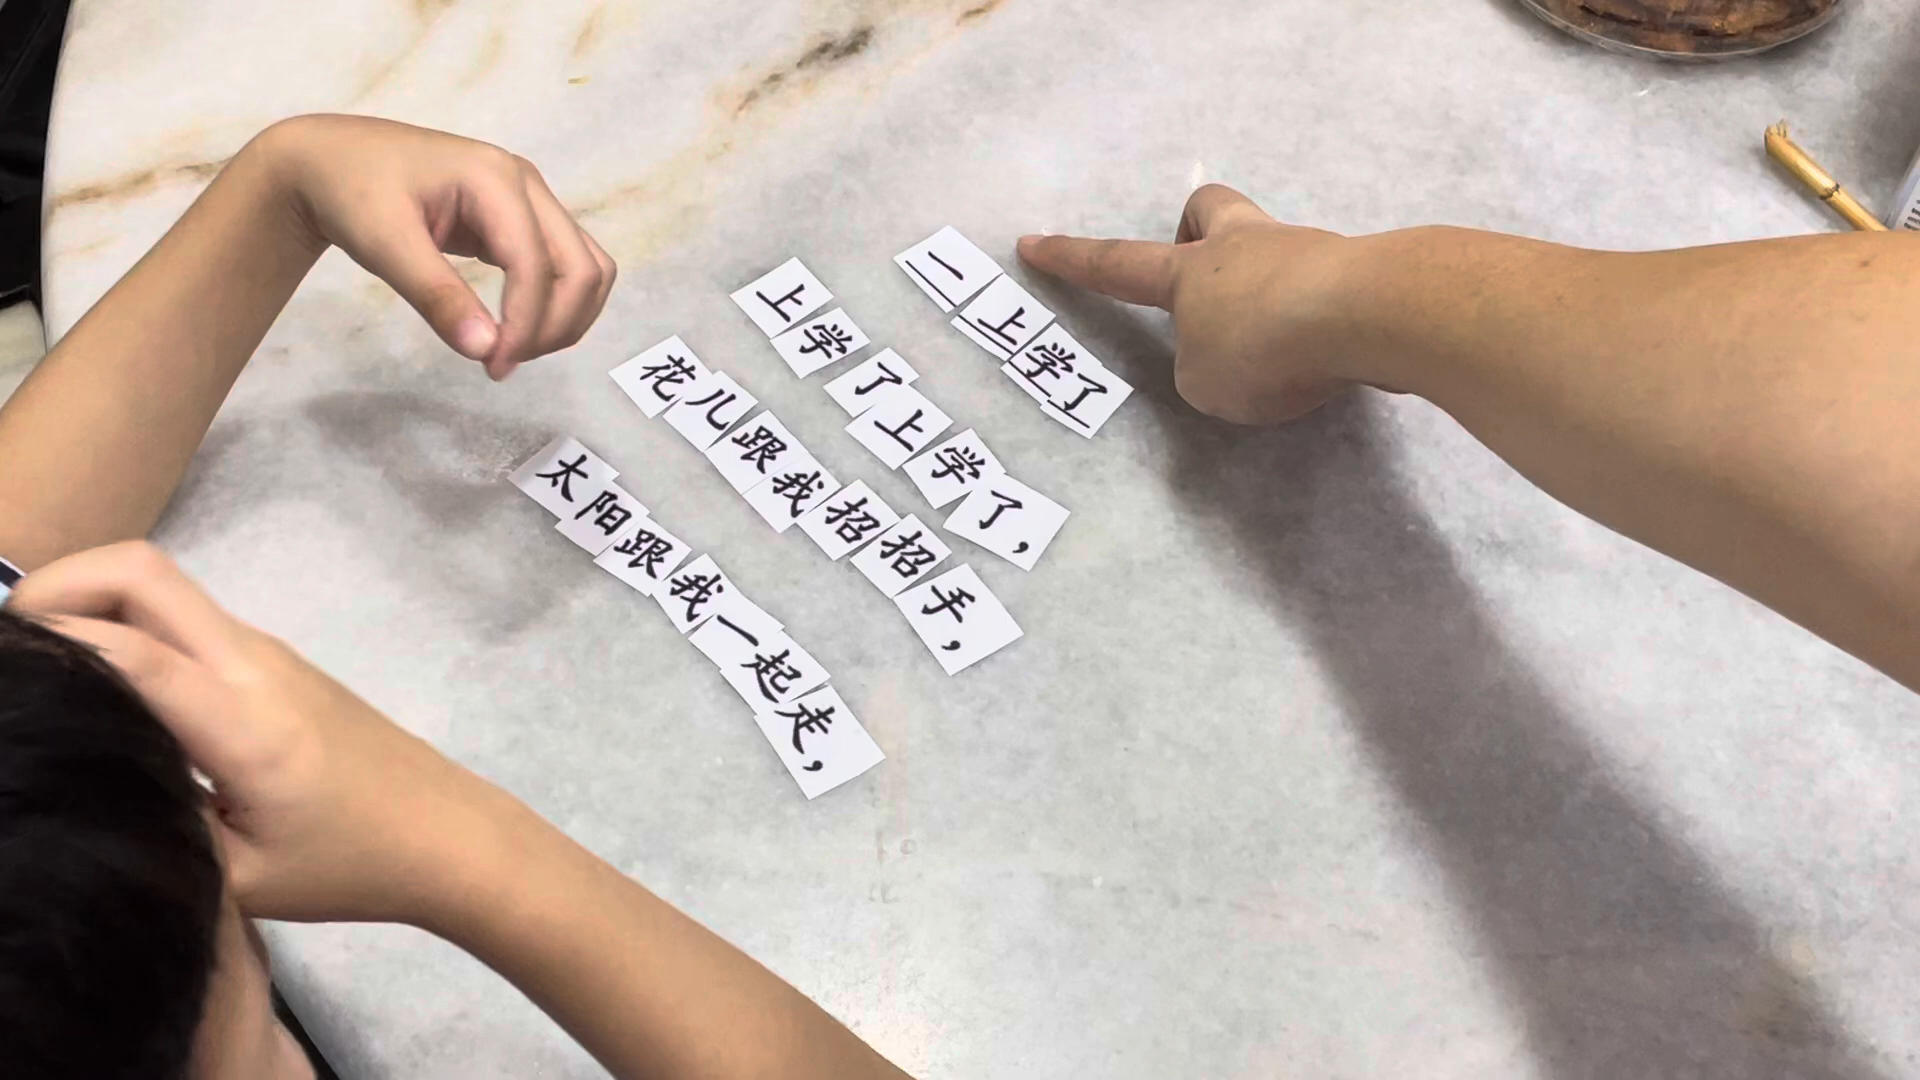 一上学了
上学了上学了，
花儿跟我招招手，
太阳跟我一起走，